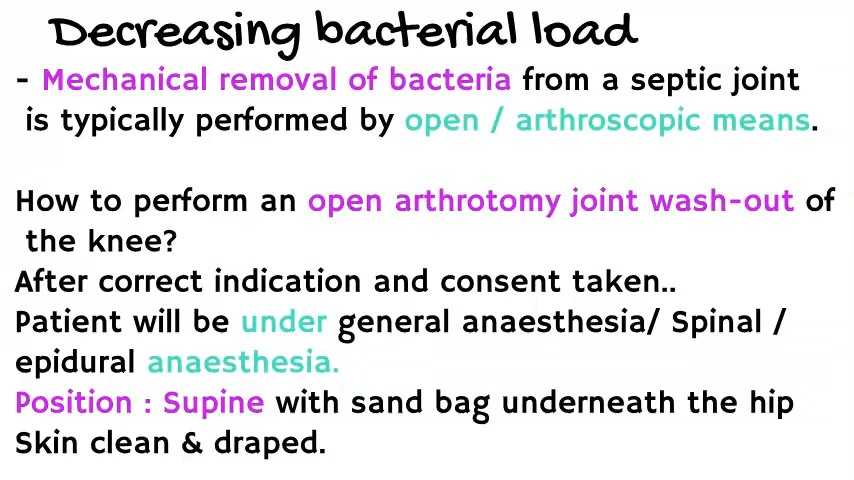 Decreasing bacterial load
- Mechanical removal of bacteria from a septic joint
is typically performed by open / arthroscopic means.
How to perform an open arthrotomy joint wash-out of
the knee?
After correct indication and consent taken..
Patient will be under general anaesthesia/ Spinal /
epidural anaesthesia.
Position : Supine with sand bag underneath the hip
Skin clean & draped.